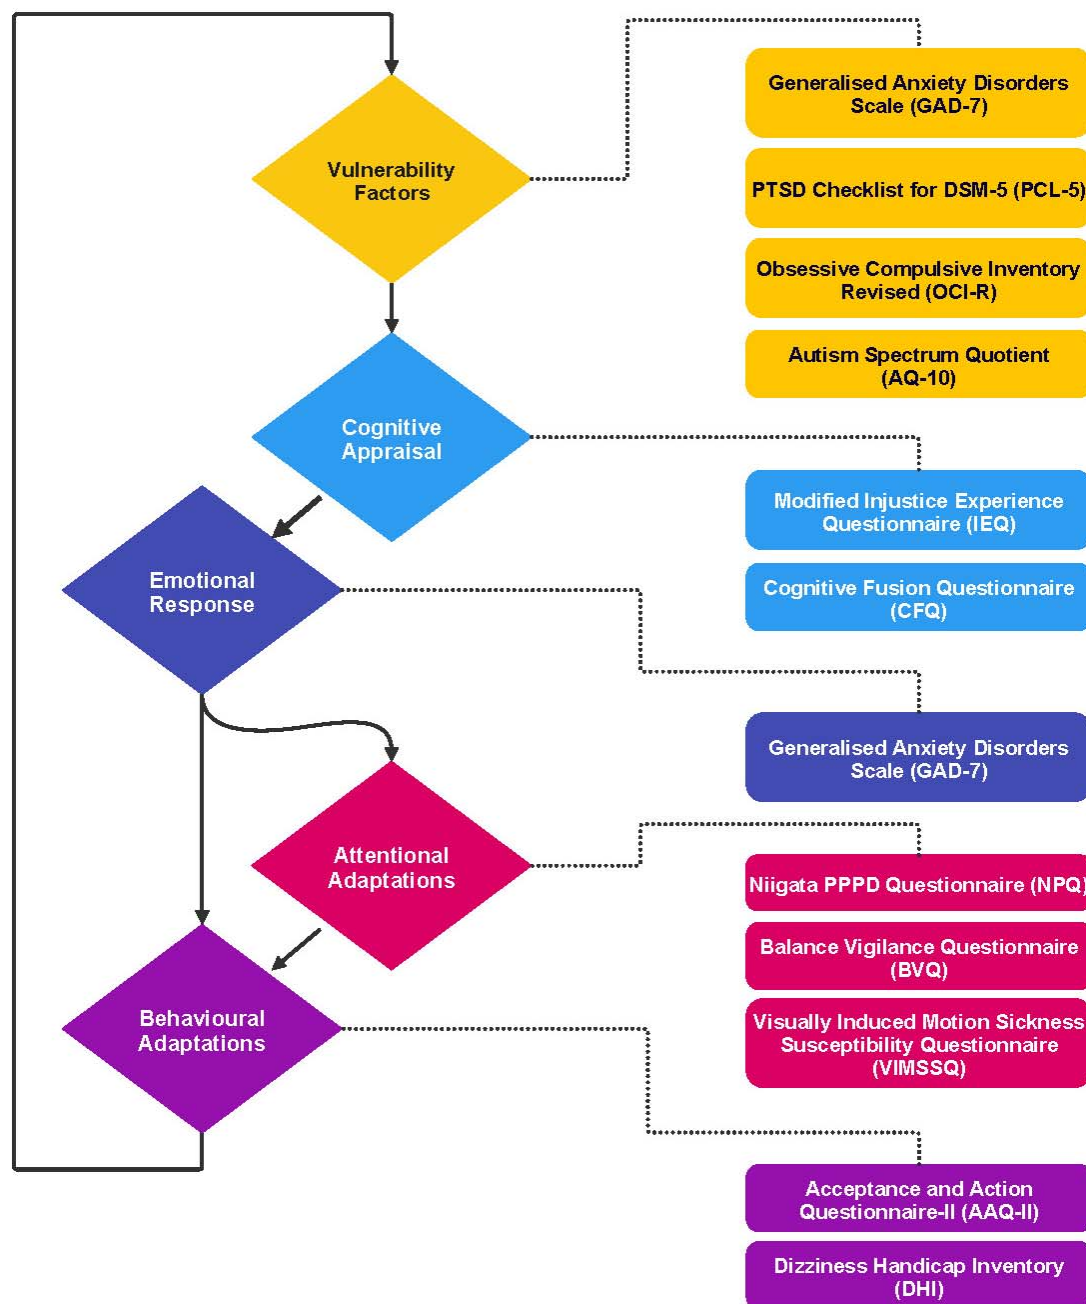 Vulnerability
Factors
Generalised Anxiety Disorders
Scale (GAD-7)
PTSD Checklist for DSM-5 (PCL-5)
Obsessive Compulsive Inventory
Revised (OCI-R)
Autism Spectrum Quotient
(AQ-10)
Cognitive
Appraisal
Modified Injustice Experience
Questionnaire (IEQ)
Cognitive Fusion Questionnaire
(CFQ)
Emotional
Response
Generalised Anxiety Disorders
Scale (GAD-7)
Attentional
Adaptations
Niigata PPPD Questionnaire (NPQ)
Balance Vigilance Questionnaire
(BVQ)
Visually Induced Motion Sickness
Susceptibility Questionnaire
(VIMSSQ)
Behavioural
Adaptations
Acceptance and Action
Questionnaire-II (AAQ-II)
Dizziness Handicap Inventory
(DHI)